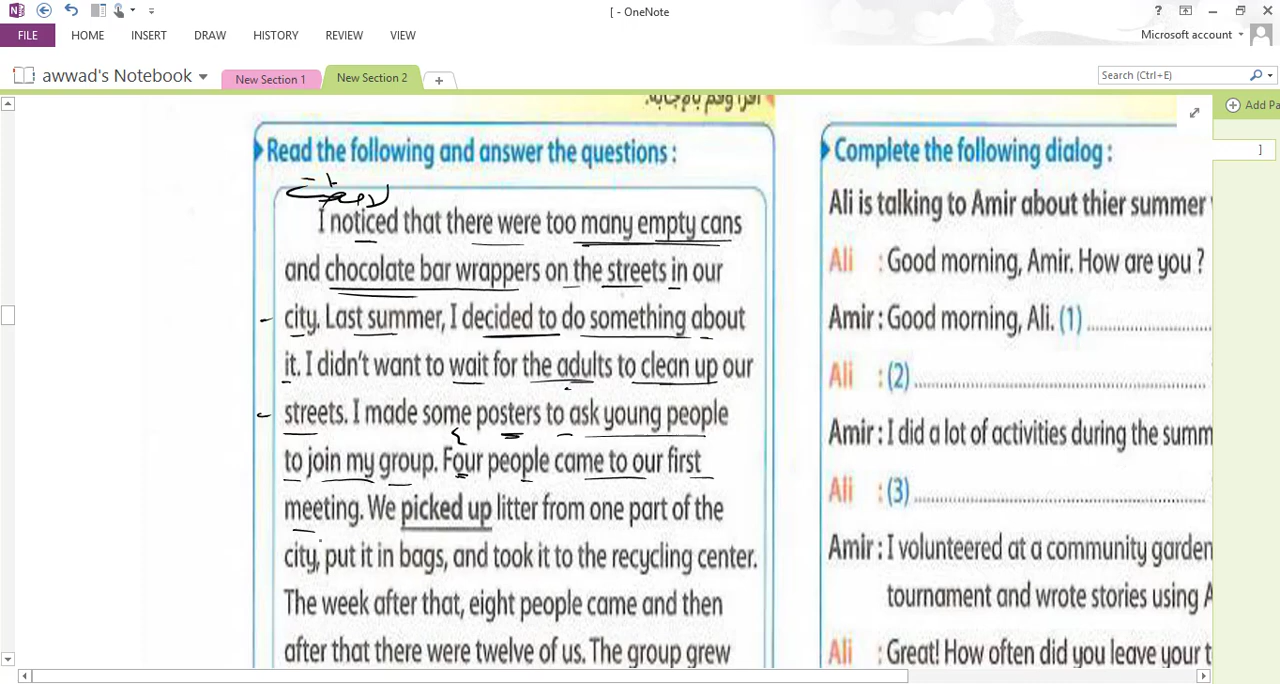 [ - OneNote
?
Microsoft account
FILE HOME INSERT DRAW HISTORY REVIEW VIEW
awwad's Notebook New Section 1 New Section 2
Search (Ctrl+E)
Add Pa
]
اقرأ وقم بالإجابة.
Read the following and answer the questions :
لاحظت
I noticed that there were too many empty cans
and chocolate bar wrappers on the streets in our
city. Last summer, I decided to do something about
it. I didn't want to wait for the adults to clean up our
streets. I made some posters to ask young people
to join my group. Four people came to our first
meeting. We picked up litter from one part of the
city, put it in bags, and took it to the recycling center.
The week after that, eight people came and then
after that there were twelve of us. The group grew
Complete the following dialog :
Ali is talking to Amir about thier summer
Ali : Good morning, Amir. How are you ?
Amir : Good morning, Ali. (1) ..............................
Ali : (2) ..............................
Amir : I did a lot of activities during the summ
Ali : (3) ..............................
Amir : I volunteered at a community garden
tournament and wrote stories using A
Ali : Great! How often did you leave your t